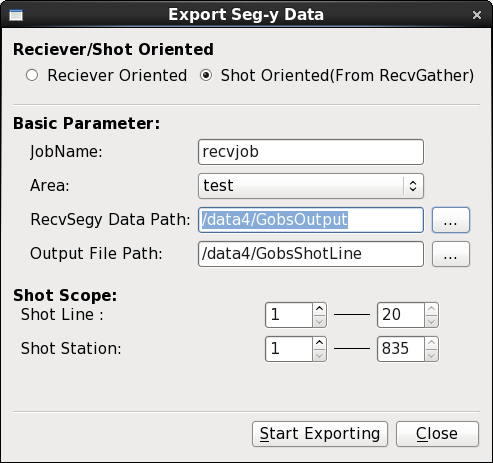 Export Seg-y Data
Reciever/Shot Oriented
Reciever Oriented Shot Oriented(From RecvGather)
Basic Parameter:
JobName: recvjob
Area: test
RecvSegy Data Path: /data4/GobsOutput ...
Output File Path: /data4/GobsShotLine ...
Shot Scope:
Shot Line : 1 20
Shot Station: 1 835
Start Exporting Close